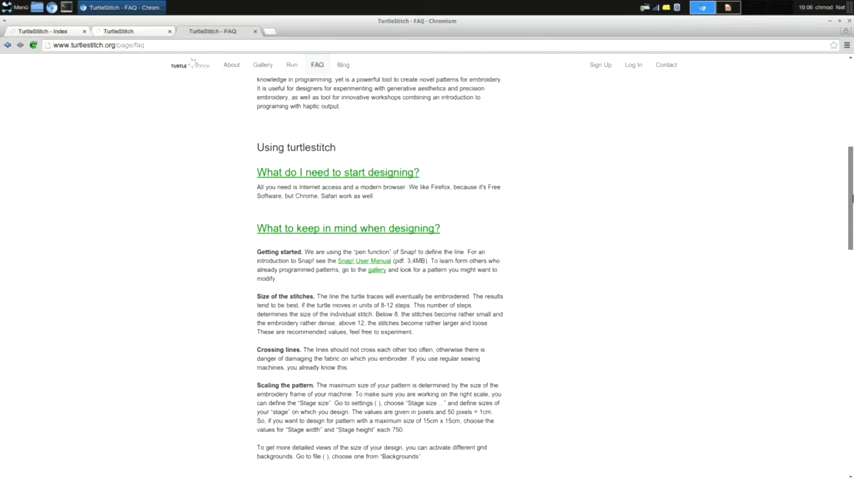 Menü
TurtleStitch - FAQ - Chrom...
19:06 chmod Net
TurtleStitch - FAQ - Chromium
TurtleStitch - Index
TurtleStitch
TurtleStitch - FAQ
www.turtlestitch.org/page/faq
TURTLE
About
Gallery
Run
FAQ
Blog
Sign Up
Log In
Contact
knowledge in programming, yet is a powerful tool to create novel patterns for embroidery
It is useful for designers for experimenting with generative aesthetics and precision
embroidery, as well as tool for innovative workshops combining an introduction to
programing with haptic output.
Using turtlestitch
What do I need to start designing?
All you need is Internet access and a modern browser. We like Firefox, because it's Free
Software, but Chrome, Safari work as well
What to keep in mind when designing?
Getting started. We are using the "pen function" of Snap! to define the line. For an
introduction to Snap! see the Snap! User Manual (pdf, 3.4MB). To learn form others who
already programmed patterns, go to the gallery and look for a pattern you might want to
modify
Size of the stitches. The line the turtle traces will eventually be embroidered. The results
tend to be best, if the turtle moves in units of 8-12 steps. This number of steps
determines the size of the individual stitch. Below 8, the stitches become rather small and
the embroidery rather dense, above 12, the stitches become rather larger and loose.
These are recommended values, feel free to experiment.
Crossing lines. The lines should not cross each other too often, otherwise there is
danger of damaging the fabric on which you embroider. If you use regular sewing
machines, you already know this.
Scaling the pattern. The maximum size of your pattern is determined by the size of the
embroidery frame of your machine. To make sure you are working on the right scale, you
can define the "Stage size". Go to settings ( ), choose "Stage size ..." and define sizes of
your "stage" on which you design. The values are given in pixels and 50 pixels = 1cm.
So, if you want to design for pattern with a maximum size of 15cm x 15cm, choose the
values for "Stage width" and "Stage height" each 750.
To get more detailed views of the size of your design, you can activate different grid
backgrounds. Go to file ( ), choose one from "Backgrounds"